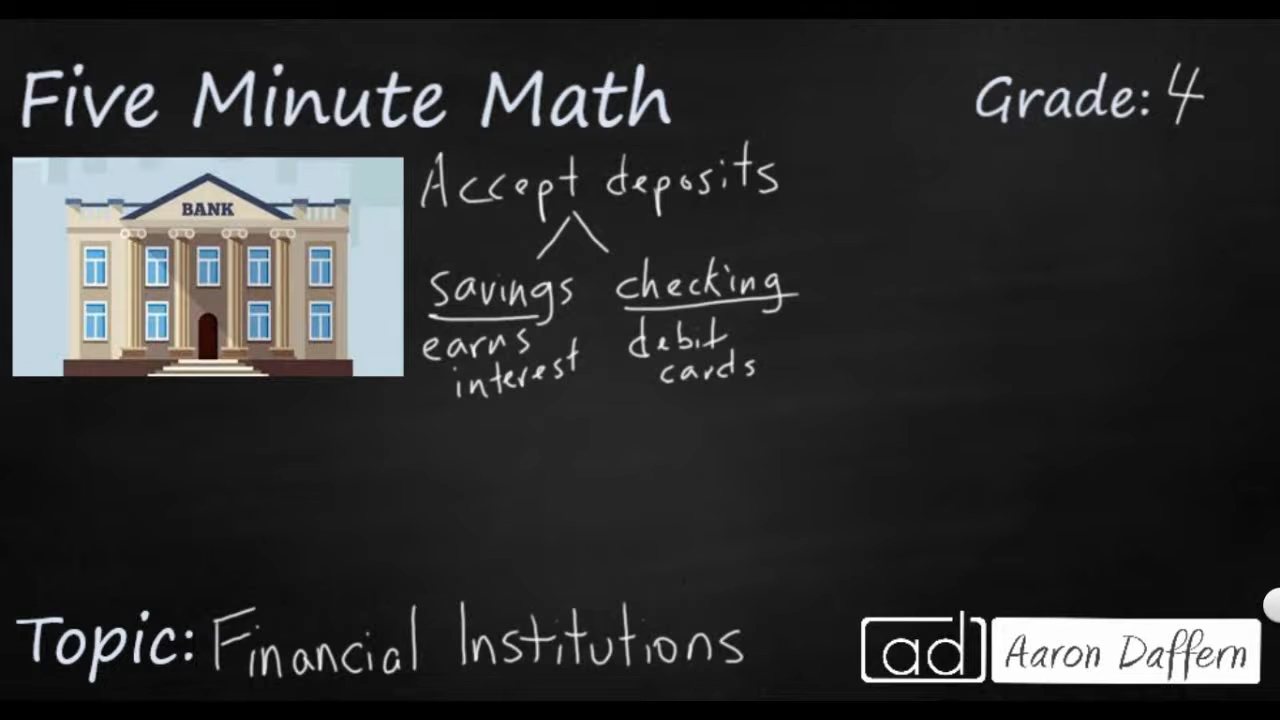 Five Minute Math
Grade: 4
BANK
Accept deposits
savings checking
earns interest
debit cards
Topic: Financial Institutions
ad Aaron Daffern